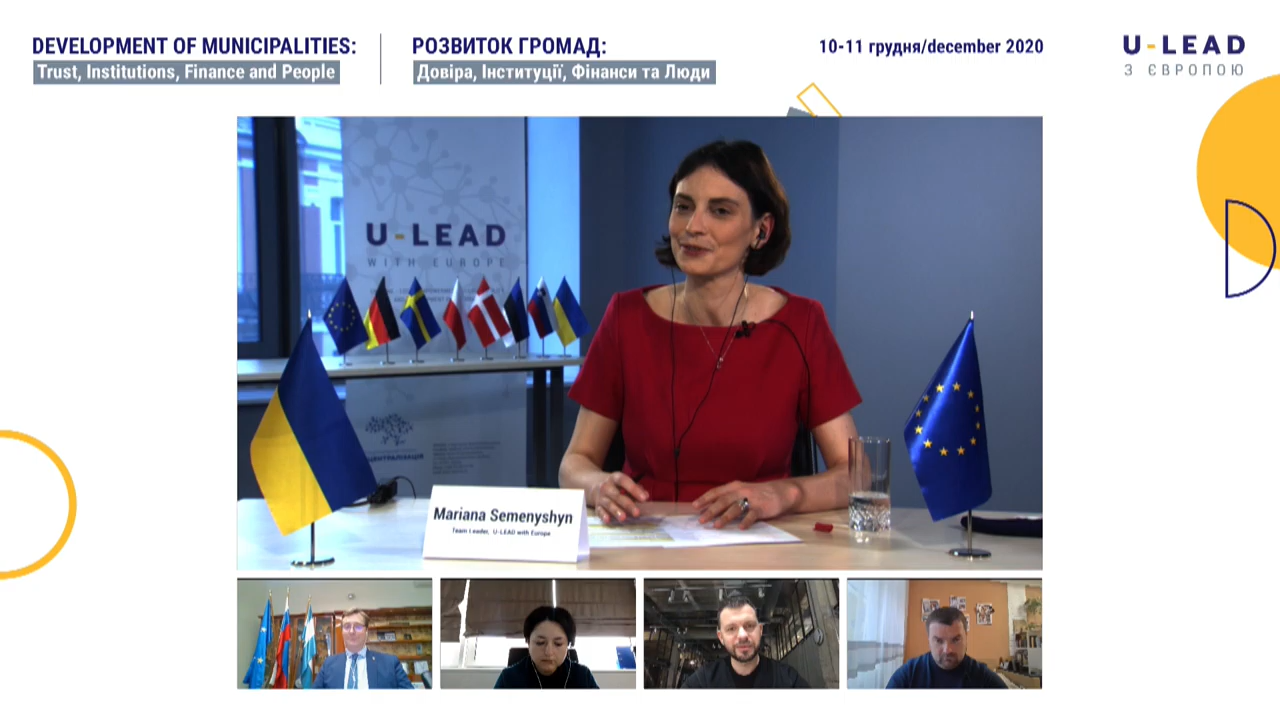 DEVELOPMENT OF MUNICIPALITIES:
Trust, Institutions, Finance and People
РОЗВИТОК ГРОМАД:
Довіра, Інституції, Фінанси та Люди
10-11 грудня/december 2020
U-LEAD
З ЄВРОПОЮ
U-LEAD
WITH EUROPE
Mariana Semenyshyn
Team Leader, U-LEAD with Europe